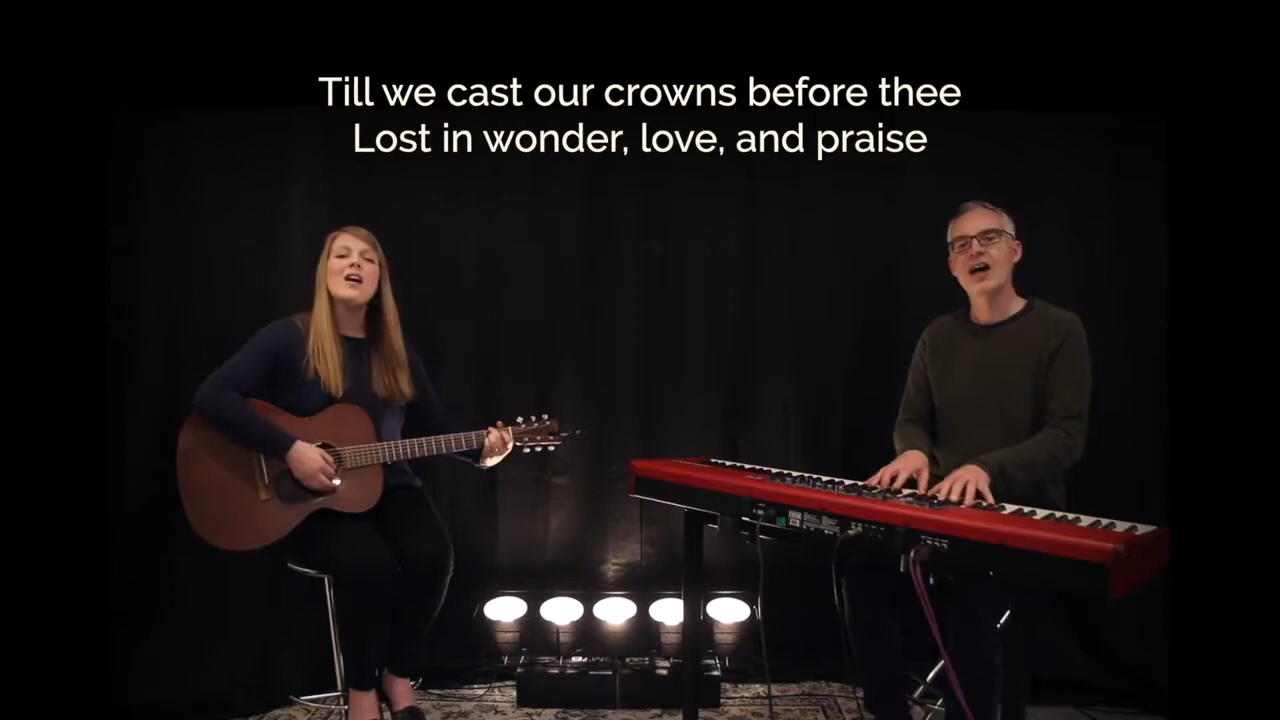 Till we cast our crowns before thee
Lost in wonder, love, and praise